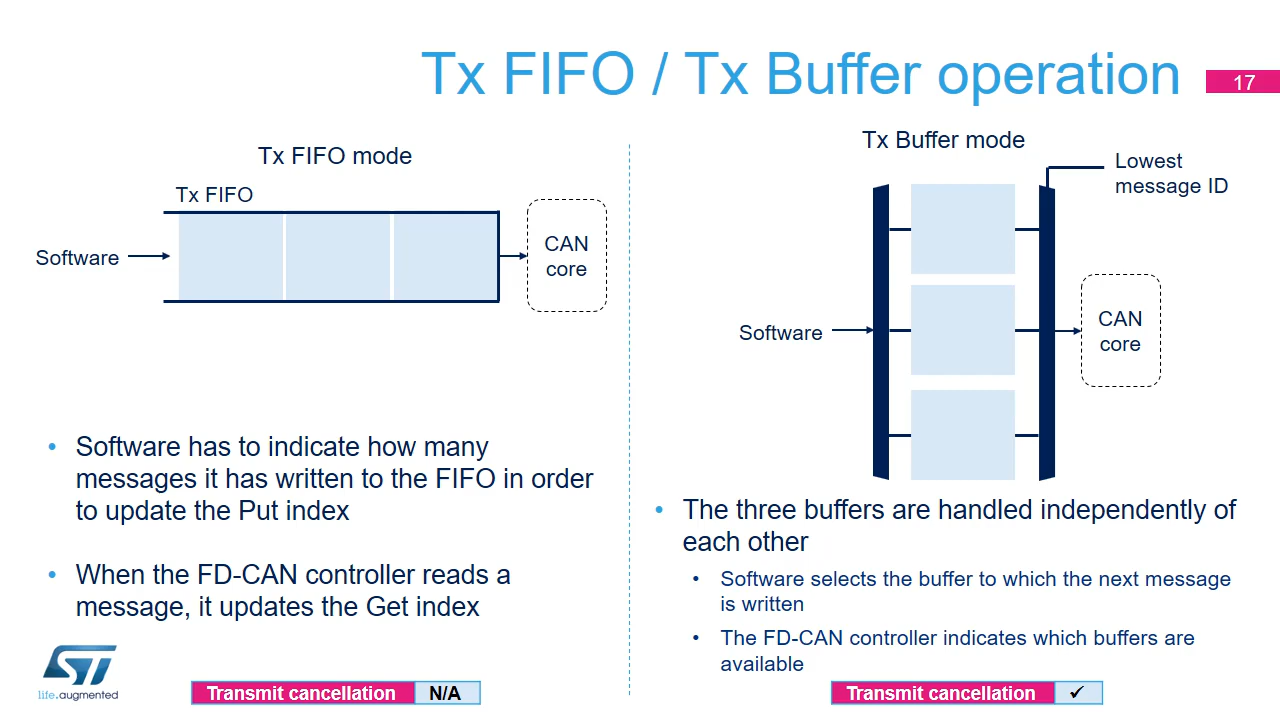 Tx FIFO / Tx Buffer operation
17
Tx FIFO mode
Tx FIFO
Software
CAN
core
• Software has to indicate how many
messages it has written to the FIFO in order
to update the Put index
• When the FD-CAN controller reads a
message, it updates the Get index
Transmit cancellation N/A
Tx Buffer mode
Lowest
message ID
Software
CAN
core
• The three buffers are handled independently of
each other
• Software selects the buffer to which the next message
is written
• The FD-CAN controller indicates which buffers are
available
Transmit cancellation ✓
ST
life.augmented